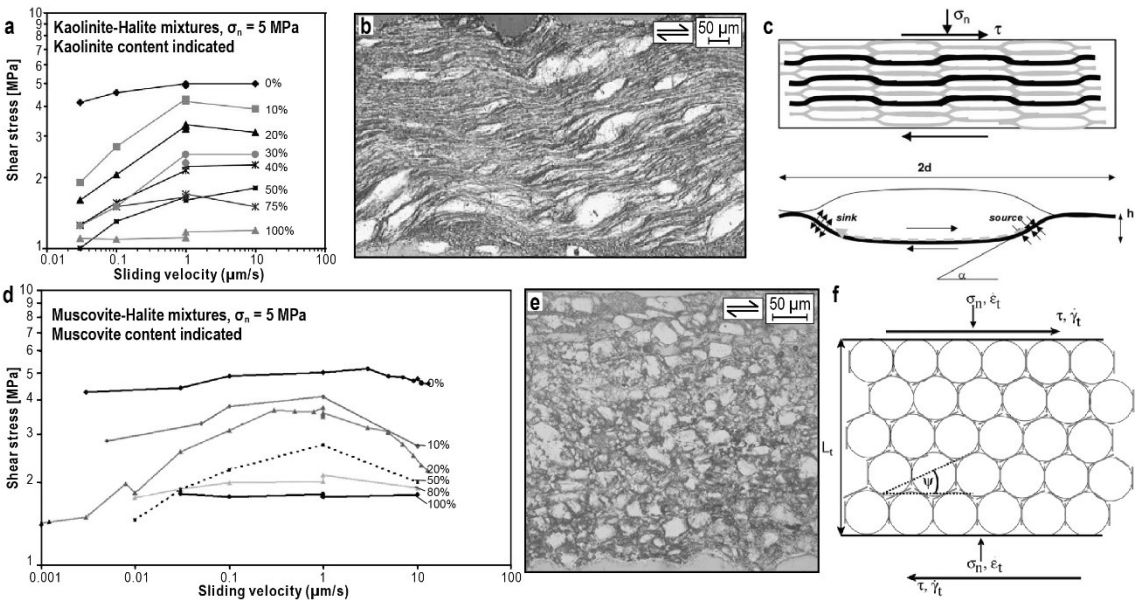 a
Kaolinite-Halite mixtures, σn = 5 MPa
Kaolinite content indicated
Shear stress [MPa]
10
9
8
7
6
5
4
3
2
1
0%
10%
20%
30%
40%
50%
75%
100%
0.01
0.1
1
10
100
Sliding velocity (µm/s)
b
50 µm
c
σn
τ
2d
sink
source
h
α
d
Muscovite-Halite mixtures, σn = 5 MPa
Muscovite content indicated
Shear stress [MPa]
10
9
8
7
6
5
4
3
2
1
0%
10%
20%
50%
80%
100%
0.001
0.01
0.1
1
10
100
Sliding velocity (µm/s)
e
50 µm
f
σn, ε̇t
τ, γ̇t
Lt
ψ
σn, ε̇t
τ, γ̇t